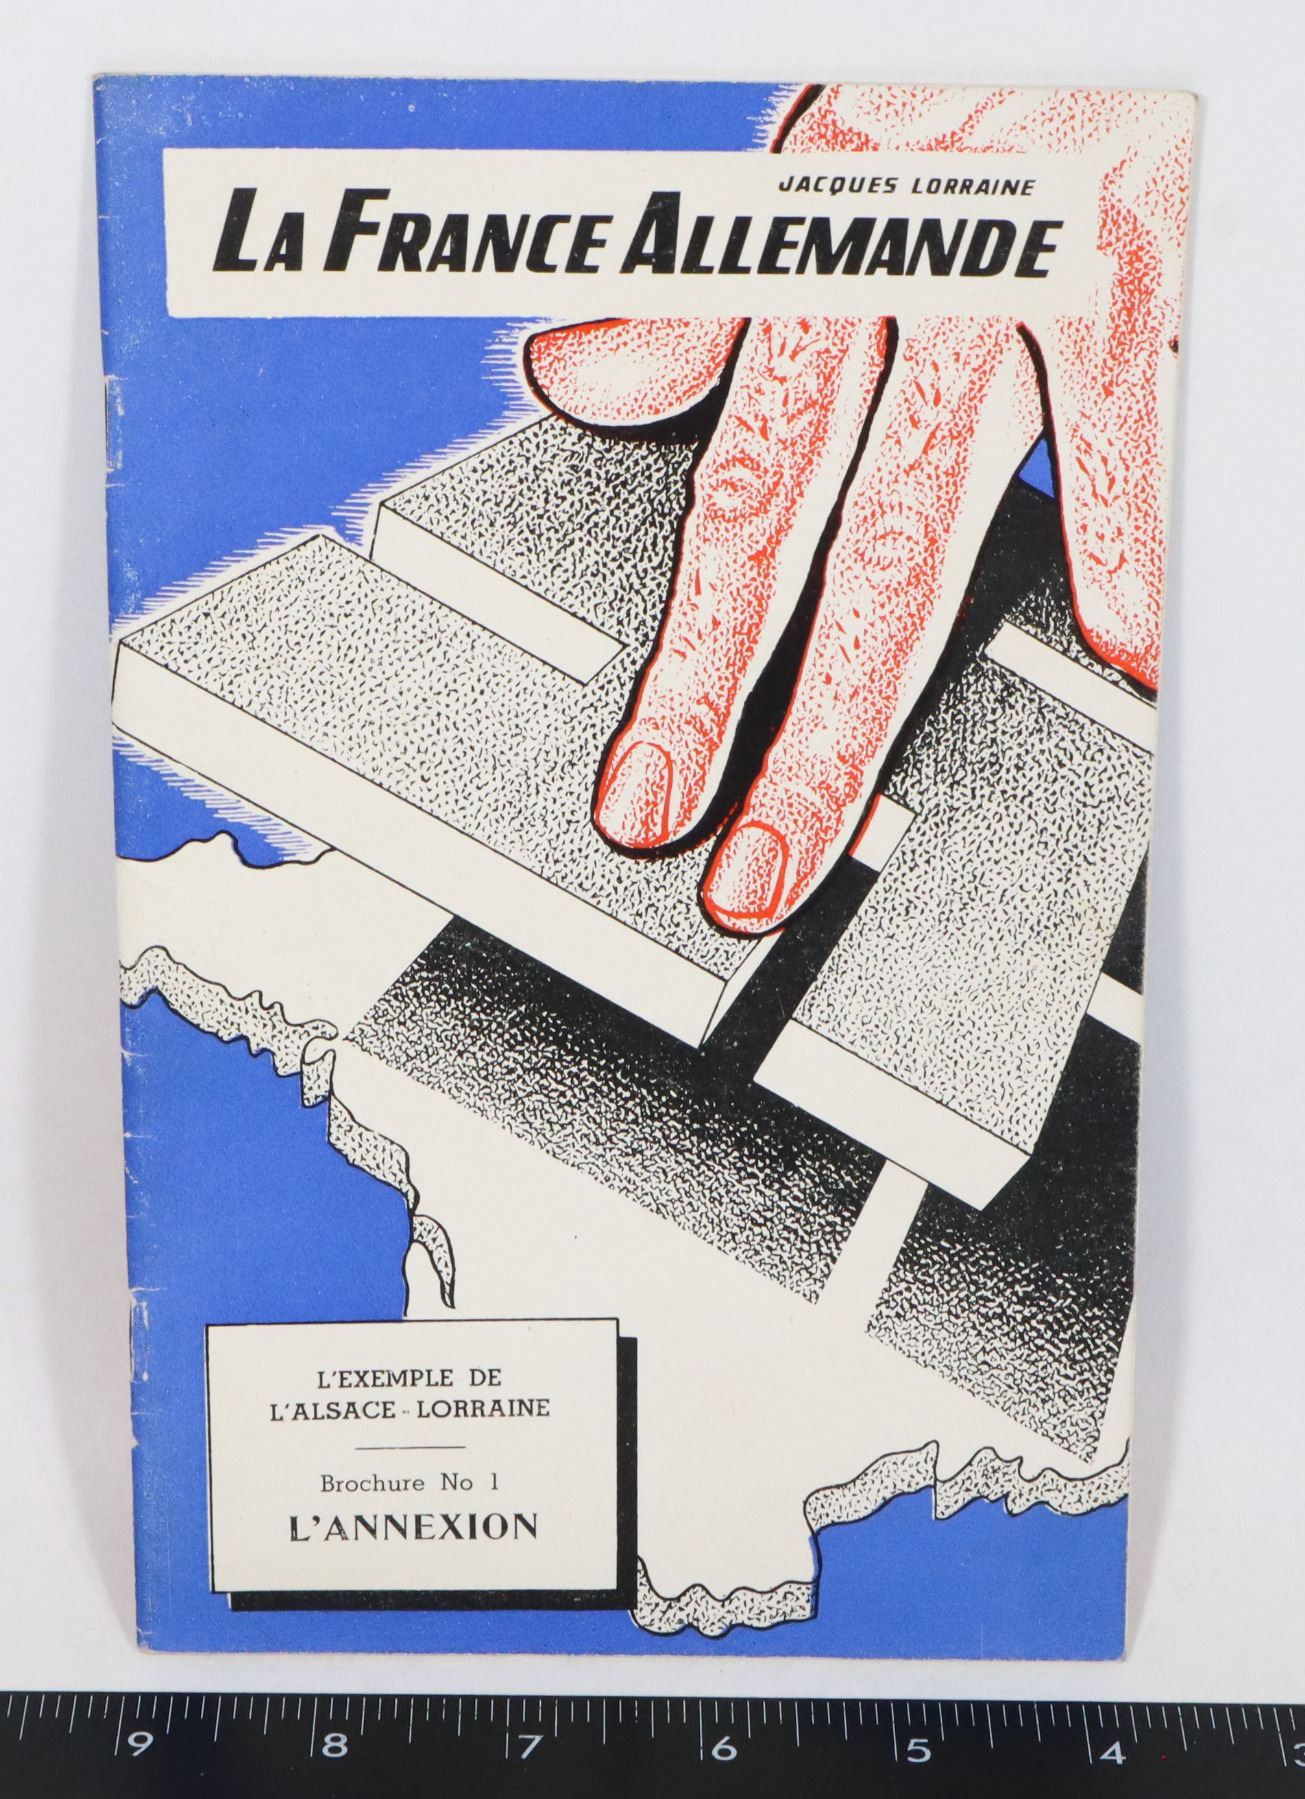 JACQUES LORRAINE
LA FRANCE ALLEMANDE
L'EXEMPLE DE
L'ALSACE-LORRAINE
Brochure No 1
L'ANNEXION
9 8 7 6 5 4 3